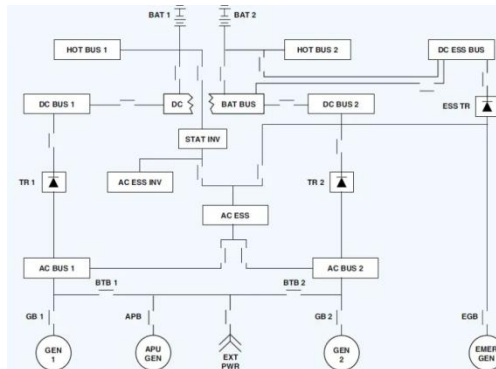 BAT 1
BAT 2
HOT BUS 1
HOT BUS 2
DC ESS BUS
DC BUS 1
DC
BAT BUS
DC BUS 2
ESS TR
STAT INV
TR 1
AC ESS INV
TR 2
AC ESS
AC BUS 1
AC BUS 2
BTB 1
BTB 2
GB 1
APB
GB 2
EGB
GEN
1
APU
GEN
EXT
PWR
GEN
2
EMER
GEN